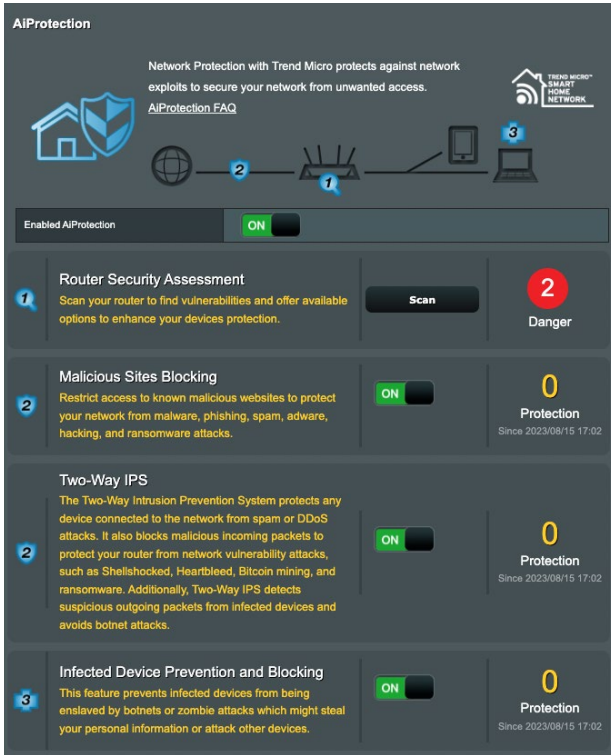 AiProtection
Network Protection with Trend Micro protects against network
exploits to secure your network from unwanted access.
AiProtection FAQ
TREND MICRO™
SMART
HOME
NETWORK
3
2
1
Enabled AiProtection
ON
1
Router Security Assessment
Scan your router to find vulnerabilities and offer available
options to enhance your devices protection.
Scan
2
Danger
2
Malicious Sites Blocking
Restrict access to known malicious websites to protect
your network from malware, phishing, spam, adware,
hacking, and ransomware attacks.
ON
0
Protection
Since 2023/08/15 17:02
2
Two-Way IPS
The Two-Way Intrusion Prevention System protects any
device connected to the network from spam or DDoS
attacks. It also blocks malicious incoming packets to
protect your router from network vulnerability attacks,
such as Shellshocked, Heartbleed, Bitcoin mining, and
ransomware. Additionally, Two-Way IPS detects
suspicious outgoing packets from infected devices and
avoids botnet attacks.
ON
0
Protection
Since 2023/08/15 17:02
3
Infected Device Prevention and Blocking
This feature prevents infected devices from being
enslaved by botnets or zombie attacks which might steal
your personal information or attack other devices.
ON
0
Protection
Since 2023/08/15 17:02